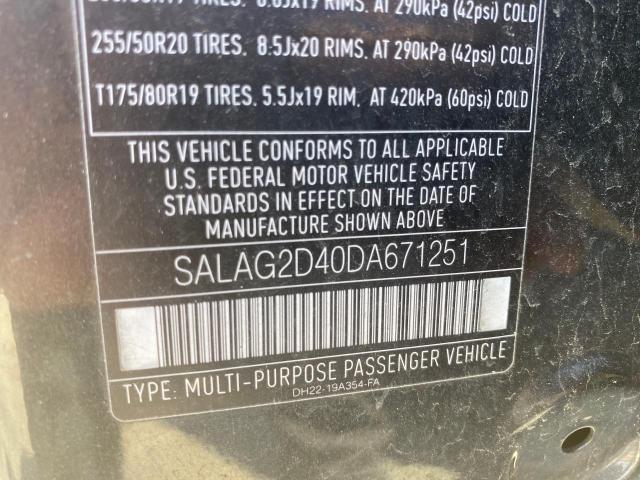 255/50R20 TIRES. 8.5Jx20 RIMS. AT 290kPa (42psi) COLD
T175/80R19 TIRES. 5.5Jx19 RIM. AT 420kPa (60psi) COLD
THIS VEHICLE CONFORMS TO ALL APPLICABLE
U.S. FEDERAL MOTOR VEHICLE SAFETY
STANDARDS IN EFFECT ON THE DATE OF
MANUFACTURE SHOWN ABOVE.
SALAG2D40DA671251
TYPE: MULTI-PURPOSE PASSENGER VEHICLE
DH22-19A354-FA